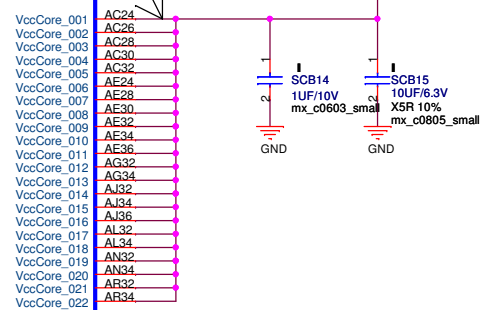 VccCore_001 AC24
VccCore_002 AC26
VccCore_003 AC28
VccCore_004 AC30
VccCore_005 AC32
VccCore_006 AE24
VccCore_007 AE28
VccCore_008 AE30
VccCore_009 AE32
VccCore_010 AE34
VccCore_011 AE36
VccCore_012 AG32
VccCore_013 AG34
VccCore_014 AJ32
VccCore_015 AJ34
VccCore_016 AJ36
VccCore_017 AL32
VccCore_018 AL34
VccCore_019 AN32
VccCore_020 AN34
VccCore_021 AR32
VccCore_022 AR34
1
2
SCB14
1UF/10V
mx_c0603_small
GND
1
2
SCB15
10UF/6.3V
X5R 10%
mx_c0805_small
GND